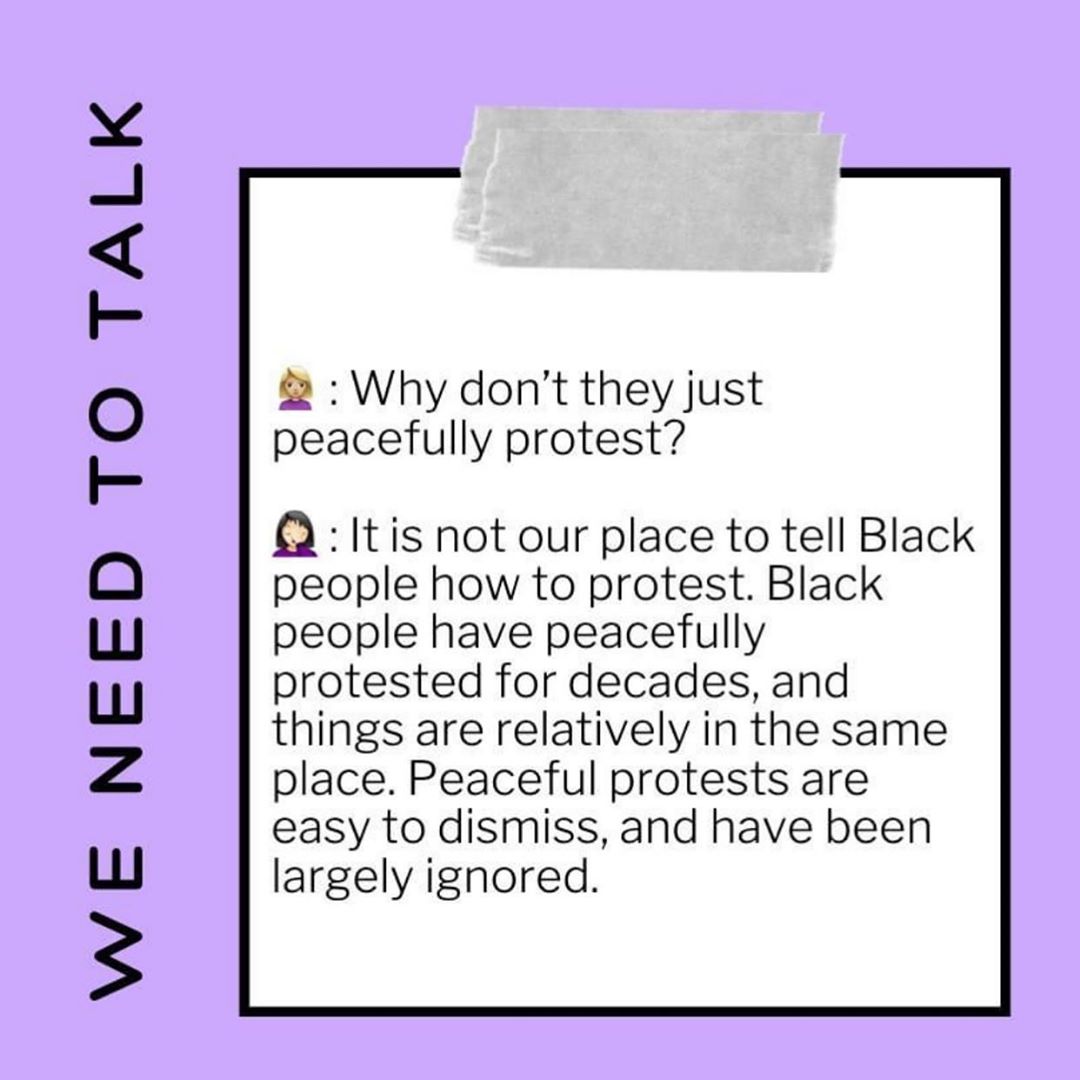 WE NEED TO TALK
🙎🏼‍♀️ : Why don’t they just
peacefully protest?
🤦🏻‍♀️ : It is not our place to tell Black
people how to protest. Black
people have peacefully
protested for decades, and
things are relatively in the same
place. Peaceful protests are
easy to dismiss, and have been
largely ignored.